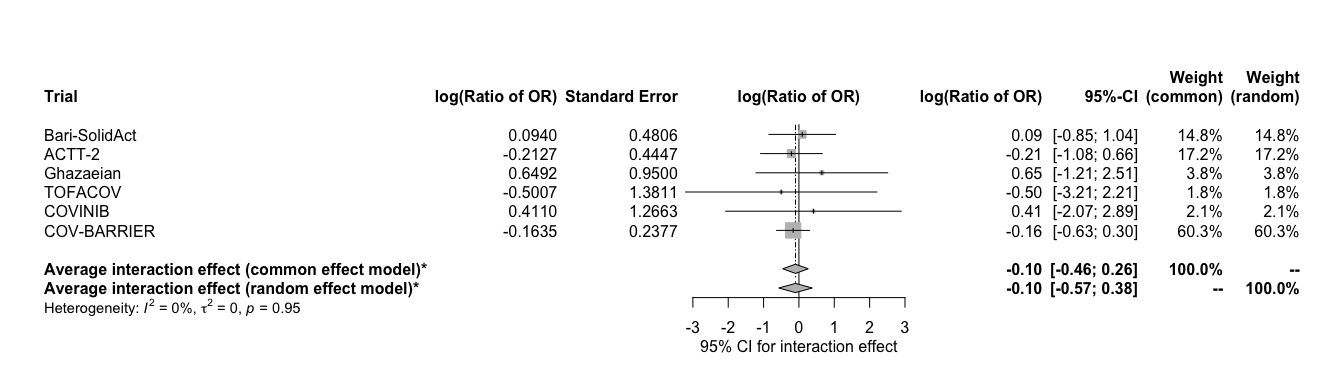 Weight Weight
Trial log(Ratio of OR) Standard Error log(Ratio of OR) log(Ratio of OR) 95%-CI (common) (random)
Bari-SolidAct 0.0940 0.4806 0.09 [-0.85; 1.04] 14.8% 14.8%
ACTT-2 -0.2127 0.4447 -0.21 [-1.08; 0.66] 17.2% 17.2%
Ghazaeian 0.6492 0.9500 0.65 [-1.21; 2.51] 3.8% 3.8%
TOFACOV -0.5007 1.3811 -0.50 [-3.21; 2.21] 1.8% 1.8%
COVINIB 0.4110 1.2663 0.41 [-2.07; 2.89] 2.1% 2.1%
COV-BARRIER -0.1635 0.2377 -0.16 [-0.63; 0.30] 60.3% 60.3%
Average interaction effect (common effect model)* -0.10 [-0.46; 0.26] 100.0% --
Average interaction effect (random effect model)* -0.10 [-0.57; 0.38] -- 100.0%
Heterogeneity: I² = 0%, τ² = 0, p = 0.95
-3 -2 -1 0 1 2 3
95% CI for interaction effect